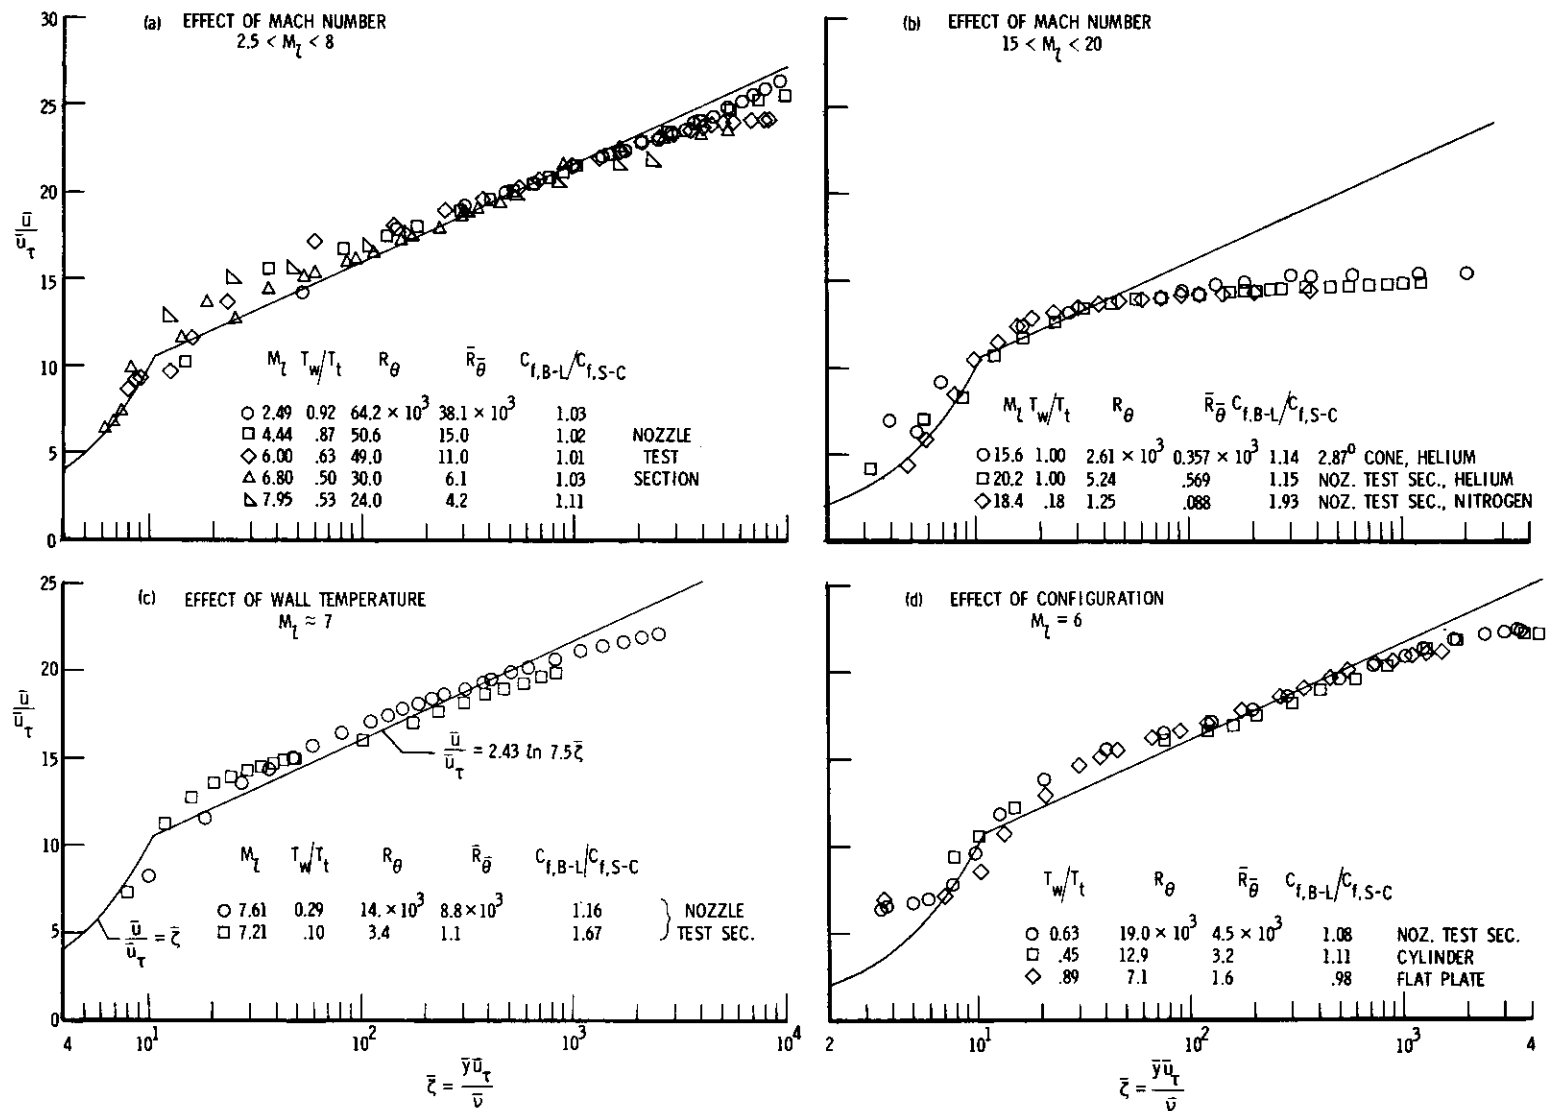 (a) EFFECT OF MACH NUMBER
2.5 < M_l < 8
30
25
20
15
10
5
0
ū/ū_τ
M_l T_w/T_t R_θ R̄_θ̄ C_f,B-L/C_f,S-C
○ 2.49 0.92 64.2 × 10³ 38.1 × 10³ 1.03
□ 4.44 .87 50.6 15.0 1.02 NOZZLE
◇ 6.00 .63 49.0 11.0 1.01 TEST
△ 6.80 .50 30.0 6.1 1.03 SECTION
◺ 7.95 .53 24.0 4.2 1.11
(b) EFFECT OF MACH NUMBER
15 < M_l < 20
M_l T_w/T_t R_θ R̄_θ̄ C_f,B-L/C_f,S-C
○ 15.6 1.00 2.61 × 10³ 0.357 × 10³ 1.14 2.87⁰ CONE, HELIUM
□ 20.2 1.00 5.24 .569 1.15 NOZ. TEST SEC., HELIUM
◇ 18.4 .18 1.25 .088 1.93 NOZ. TEST SEC., NITROGEN
(c) EFFECT OF WALL TEMPERATURE
M_l ≈ 7
25
20
15
10
5
0
ū/ū_τ
ū/ū_τ = 2.43 ln 7.5ζ̄
M_l T_w/T_t R_θ R̄_θ̄ C_f,B-L/C_f,S-C
○ 7.61 0.29 14. × 10³ 8.8 × 10³ 1.16 NOZZLE
□ 7.21 .10 3.4 1.1 1.67 TEST SEC.
ū/ū_τ = ζ̄
4 10¹ 10² 10³ 10⁴
ζ̄ = ȳū_τ/ν̄
(d) EFFECT OF CONFIGURATION
M_l = 6
T_w/T_t R_θ R̄_θ̄ C_f,B-L/C_f,S-C
○ 0.63 19.0 × 10³ 4.5 × 10³ 1.08 NOZ. TEST SEC.
□ .45 12.9 3.2 1.11 CYLINDER
◇ .89 7.1 1.6 .98 FLAT PLATE
2 10¹ 10² 10³ 4
ζ̄ = ȳū_τ/ν̄